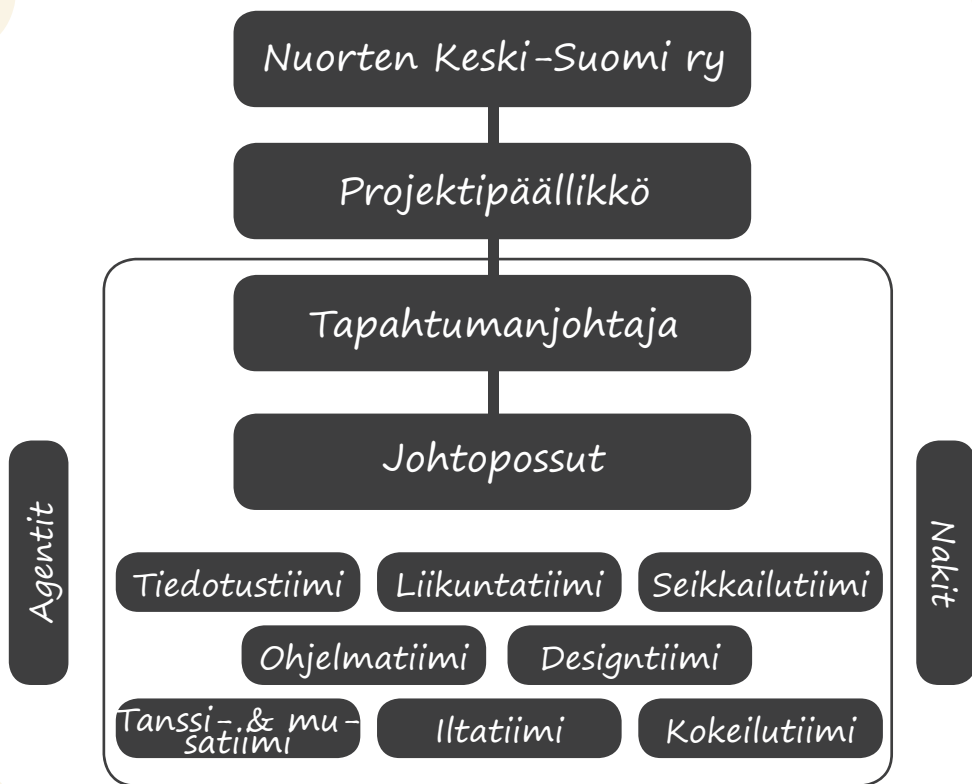 Nuorten Keski-Suomi ry
Projektipäällikkö
Tapahtumanjohtaja
Johtopossut
Agentit
Nakit
Tiedotustiimi
Liikuntatiimi
Seikkailutiimi
Ohjelmatiimi
Designtiimi
Tanssi-.& mu-
satiimi
Iltatiimi
Kokeilutiimi